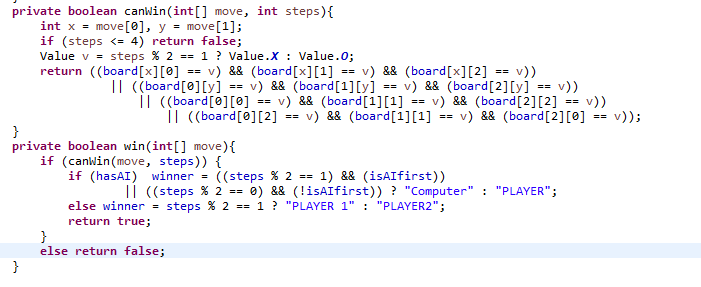 private boolean canWin(int[] move, int steps){
int x = move[0], y = move[1];
if (steps <= 4) return false;
Value v = steps % 2 == 1 ? Value.X : Value.O;
return ((board[x][0] == v) && (board[x][1] == v) && (board[x][2] == v))
|| ((board[0][y] == v) && (board[1][y] == v) && (board[2][y] == v))
|| ((board[0][0] == v) && (board[1][1] == v) && (board[2][2] == v))
|| ((board[0][2] == v) && (board[1][1] == v) && (board[2][0] == v));
}
private boolean win(int[] move){
if (canWin(move, steps)) {
if (hasAI)  winner = ((steps % 2 == 1) && (isAIfirst))
|| ((steps % 2 == 0) && (!isAIfirst)) ? "Computer" : "PLAYER";
else winner = steps % 2 == 1 ? "PLAYER 1" : "PLAYER2";
return true;
}
else return false;
}